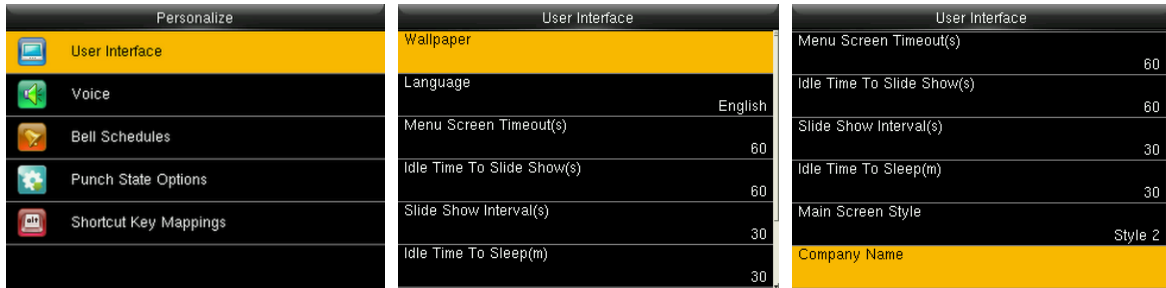 Personalize
User Interface
Voice
Bell Schedules
Punch State Options
alt
Shortcut Key Mappings
User Interface
Wallpaper
Language
English
Menu Screen Timeout(s)
60
Idle Time To Slide Show(s)
60
Slide Show Interval(s)
30
Idle Time To Sleep(m)
30
User Interface
Menu Screen Timeout(s)
60
Idle Time To Slide Show(s)
60
Slide Show Interval(s)
30
Idle Time To Sleep(m)
30
Main Screen Style
Style 2
Company Name